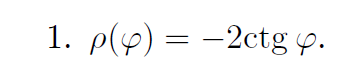 1. ρ(φ) = −2ctg φ.